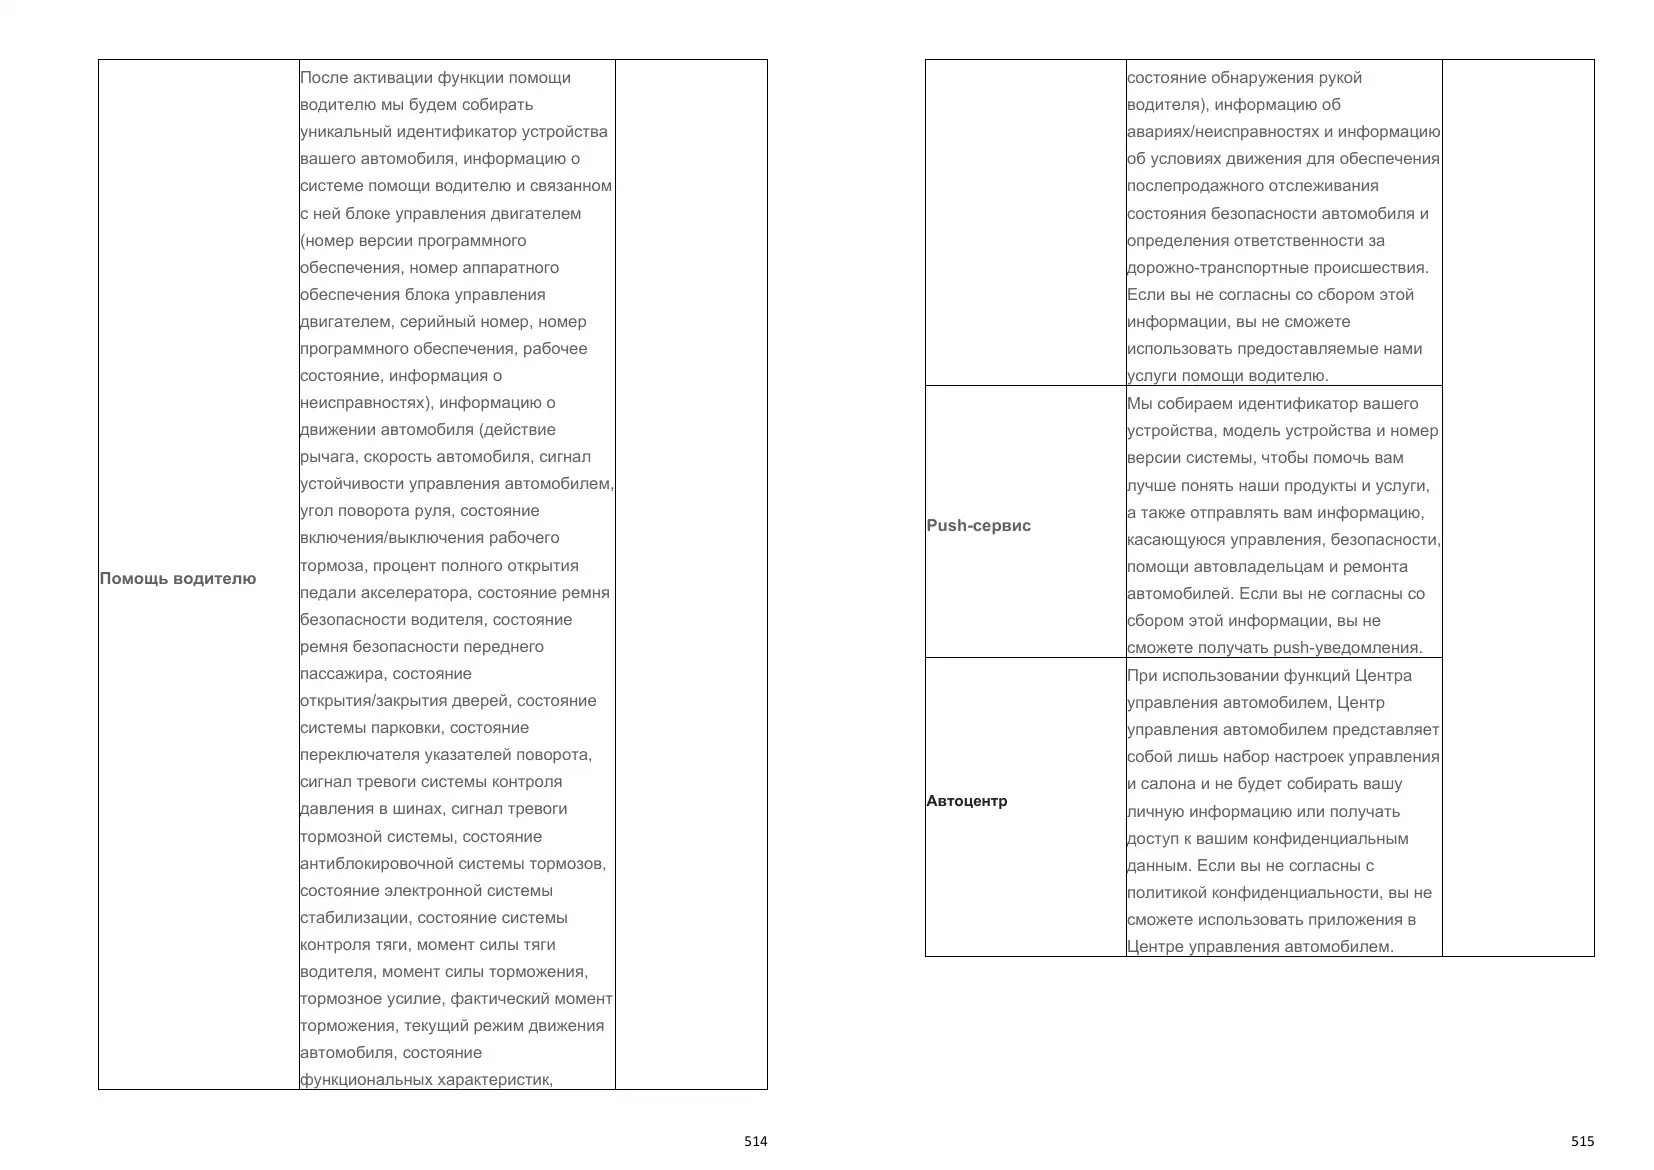 Помощь водителю
После активации функции помощи
водителю мы будем собирать
уникальный идентификатор устройства
вашего автомобиля, информацию о
системе помощи водителю и связанном
с ней блоке управления двигателем
(номер версии программного
обеспечения, номер аппаратного
обеспечения блока управления
двигателем, серийный номер, номер
программного обеспечения, рабочее
состояние, информация о
неисправностях), информацию о
движении автомобиля (действие
рычага, скорость автомобиля, сигнал
устойчивости управления автомобилем,
угол поворота руля, состояние
включения/выключения рабочего
тормоза, процент полного открытия
педали акселератора, состояние ремня
безопасности водителя, состояние
ремня безопасности переднего
пассажира, состояние
открытия/закрытия дверей, состояние
системы парковки, состояние
переключателя указателей поворота,
сигнал тревоги системы контроля
давления в шинах, сигнал тревоги
тормозной системы, состояние
антиблокировочной системы тормозов,
состояние электронной системы
стабилизации, состояние системы
контроля тяги, момент силы тяги
водителя, момент силы торможения,
тормозное усилие, фактический момент
торможения, текущий режим движения
автомобиля, состояние
функциональных характеристик,
514
состояние обнаружения рукой
водителя), информацию об
авариях/неисправностях и информацию
об условиях движения для обеспечения
послепродажного отслеживания
состояния безопасности автомобиля и
определения ответственности за
дорожно-транспортные происшествия.
Если вы не согласны со сбором этой
информации, вы не сможете
использовать предоставляемые нами
услуги помощи водителю.
Push-сервис
Мы собираем идентификатор вашего
устройства, модель устройства и номер
версии системы, чтобы помочь вам
лучше понять наши продукты и услуги,
а также отправлять вам информацию,
касающуюся управления, безопасности,
помощи автовладельцам и ремонта
автомобилей. Если вы не согласны со
сбором этой информации, вы не
сможете получать push-уведомления.
Автоцентр
При использовании функций Центра
управления автомобилем, Центр
управления автомобилем представляет
собой лишь набор настроек управления
и салона и не будет собирать вашу
личную информацию или получать
доступ к вашим конфиденциальным
данным. Если вы не согласны с
политикой конфиденциальности, вы не
сможете использовать приложения в
Центре управления автомобилем.
515